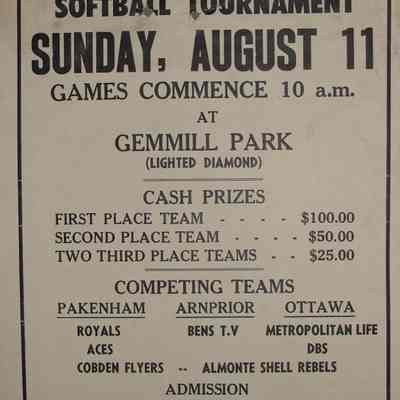 SOFTBALL TOURNAMENT
SUNDAY, AUGUST 11
GAMES COMMENCE 10 a.m.
AT
GEMMILL PARK
(LIGHTED DIAMOND)
CASH PRIZES
FIRST PLACE TEAM - - - - $100.00
SECOND PLACE TEAM - - - $50.00
TWO THIRD PLACE TEAMS - - $25.00
COMPETING TEAMS
PAKENHAM ARNPRIOR OTTAWA
ROYALS BENS T.V METROPOLITAN LIFE
ACES DBS
COBDEN FLYERS -- ALMONTE SHELL REBELS
ADMISSION